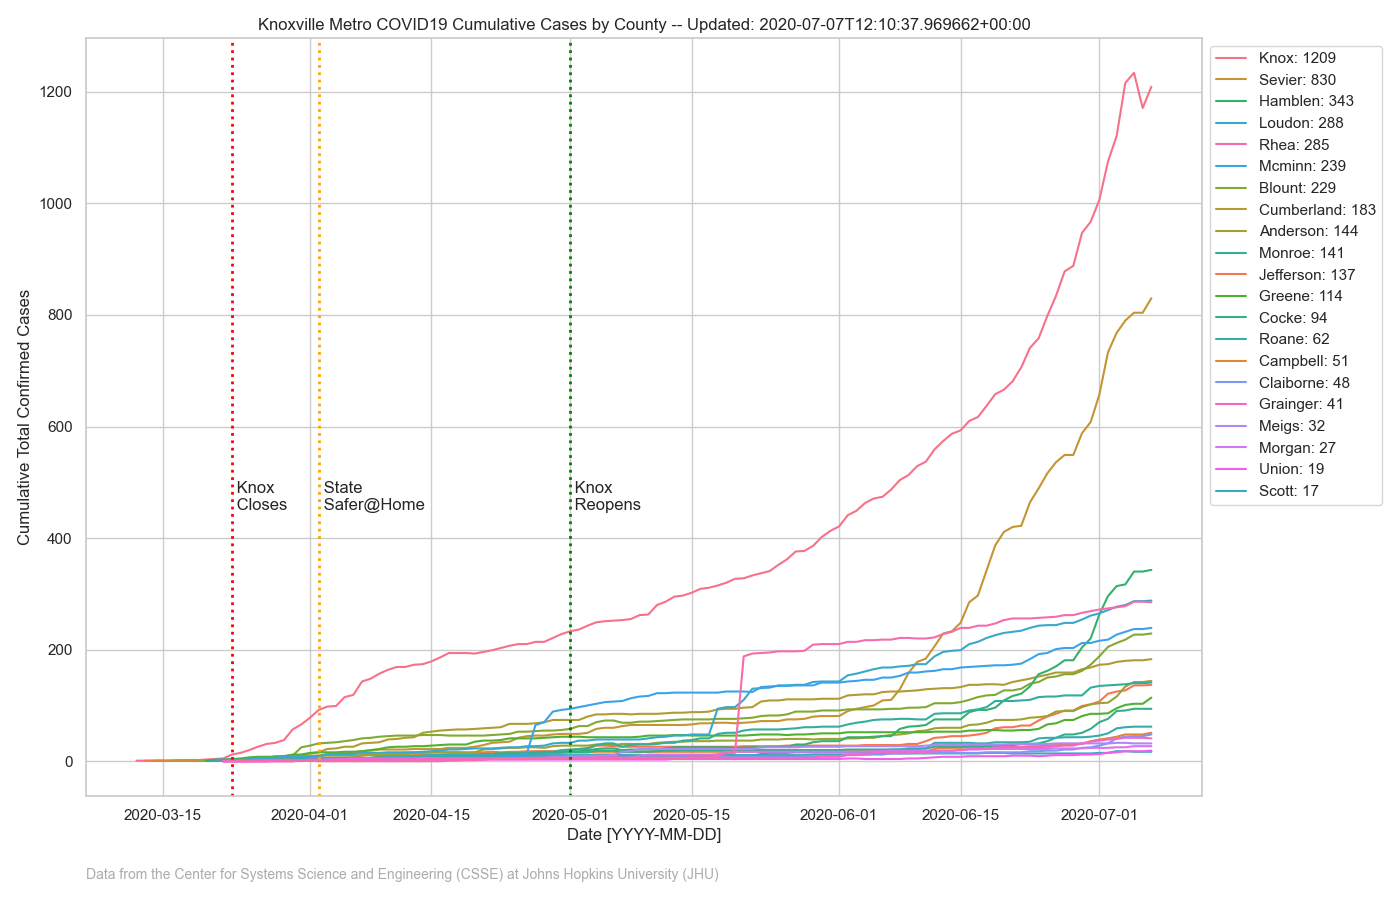 Knoxville Metro COVID19 Cumulative Cases by County -- Updated: 2020-07-07T12:10:37.969662+00:00
Knox: 1209
Sevier: 830
Hamblen: 343
Loudon: 288
Rhea: 285
Mcminn: 239
Blount: 229
Cumberland: 183
Anderson: 144
Monroe: 141
Jefferson: 137
Greene: 114
Cocke: 94
Roane: 62
Campbell: 51
Claiborne: 48
Grainger: 41
Meigs: 32
Morgan: 27
Union: 19
Scott: 17
Cumulative Total Confirmed Cases
1200
1000
800
600
400
200
0
Knox
Closes
State
Safer@Home
Knox
Reopens
2020-03-15
2020-04-01
2020-04-15
2020-05-01
2020-05-15
2020-06-01
2020-06-15
2020-07-01
Date [YYYY-MM-DD]
Data from the Center for Systems Science and Engineering (CSSE) at Johns Hopkins University (JHU)